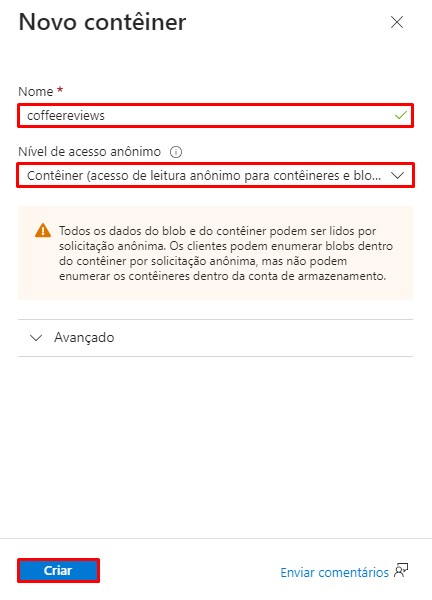 Novo contêiner
Nome *
coffeereviews
Nível de acesso anônimo
Contêiner (acesso de leitura anônimo para contêineres e blo...
Todos os dados do blob e do contêiner podem ser lidos por
solicitação anônima. Os clientes podem enumerar blobs dentro
do contêiner por solicitação anônima, mas não podem
enumerar os contêineres dentro da conta de armazenamento.
Avançado
Criar
Enviar comentários